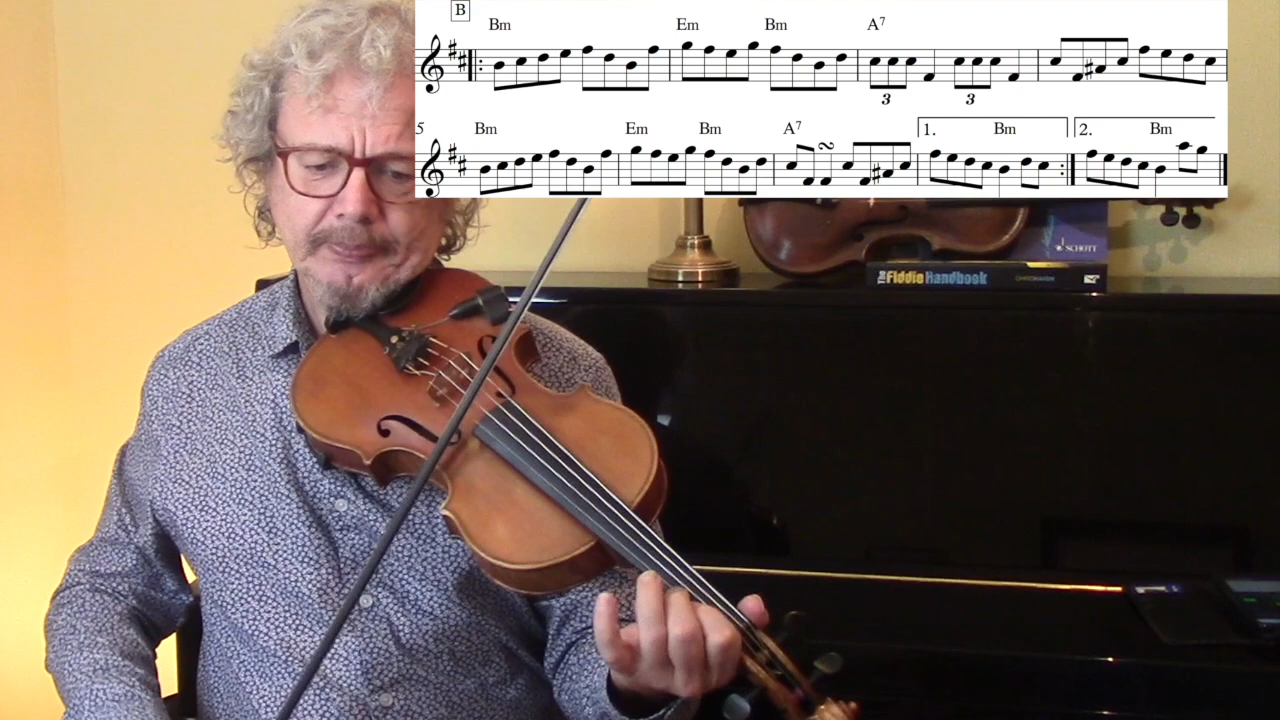 B
Bm Em Bm A7
3 3
5 Bm Em Bm A7 1. Bm 2. Bm
SCHOTT
The Fiddle Handbook